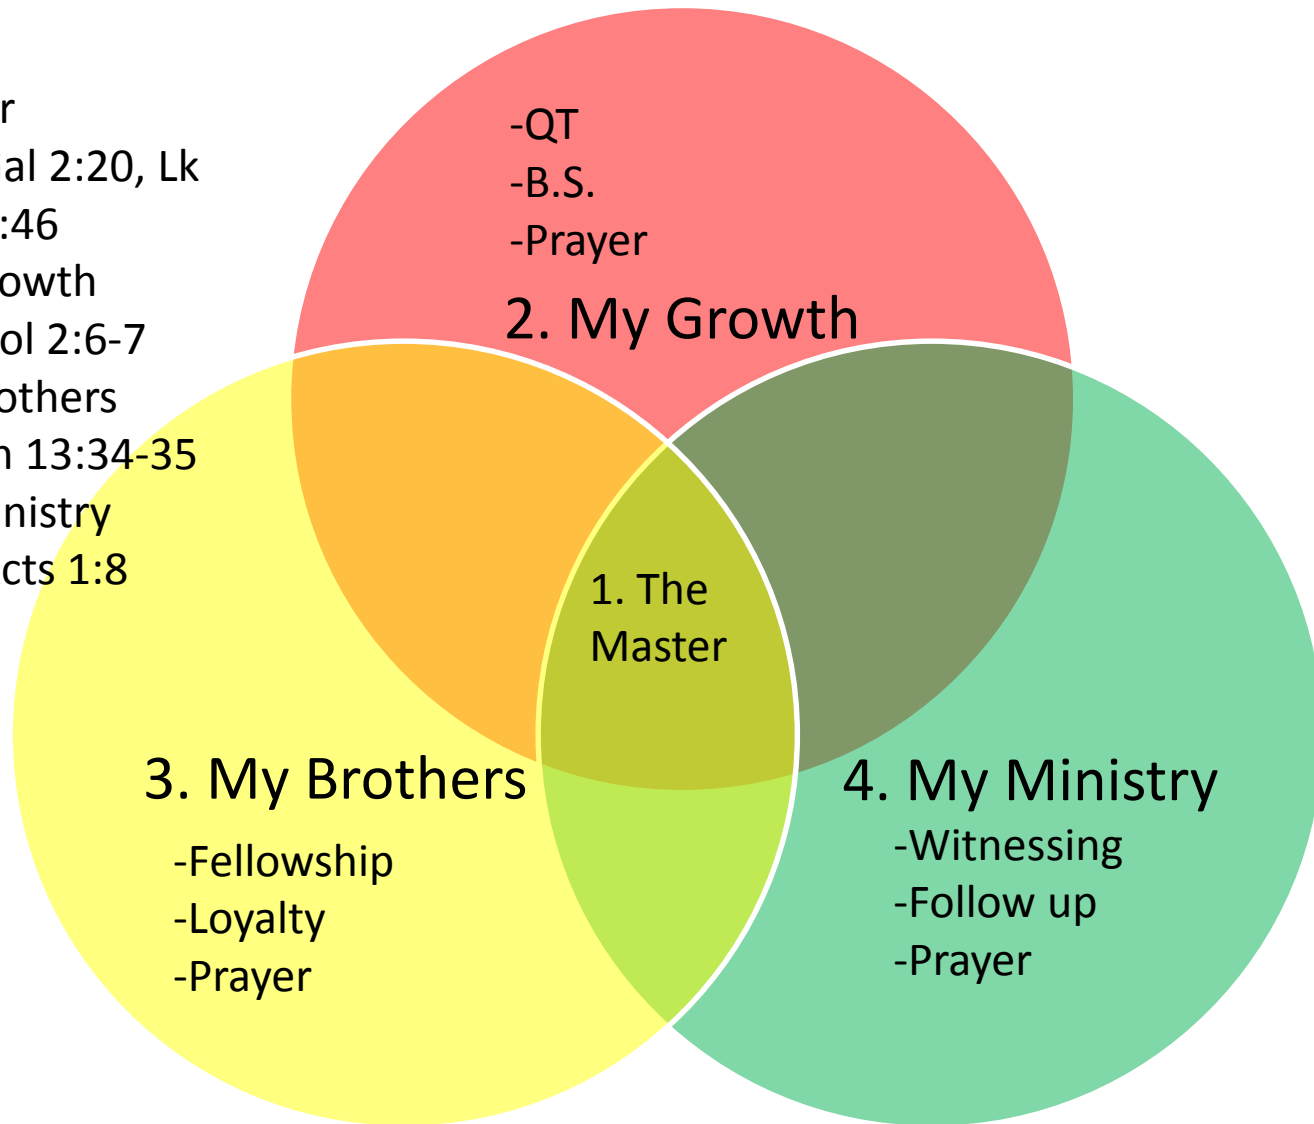 r
al 2:20, Lk
:46
owth
ol 2:6-7
others
n 13:34-35
nistry
cts 1:8
-QT
-B.S.
-Prayer
2. My Growth
1. The
Master
3. My Brothers
-Fellowship
-Loyalty
-Prayer
4. My Ministry
-Witnessing
-Follow up
-Prayer